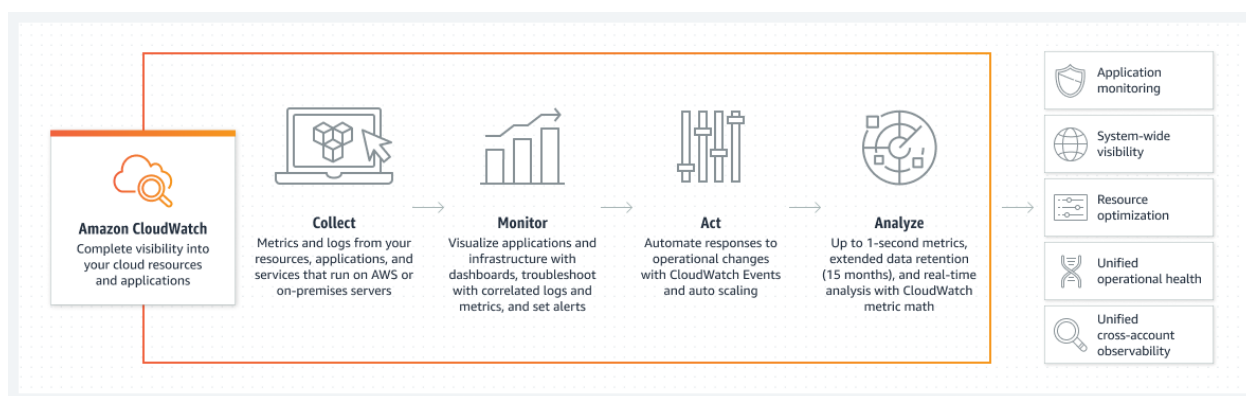 Amazon CloudWatch
Complete visibility into
your cloud resources
and applications
Collect
Metrics and logs from your
resources, applications, and
services that run on AWS or
on-premises servers
Monitor
Visualize applications and
infrastructure with
dashboards, troubleshoot
with correlated logs and
metrics, and set alerts
Act
Automate responses to
operational changes
with CloudWatch Events
and auto scaling
Analyze
Up to 1-second metrics,
extended data retention
(15 months), and real-time
analysis with CloudWatch
metric math
Application
monitoring
System-wide
visibility
Resource
optimization
Unified
operational health
Unified
cross-account
observability